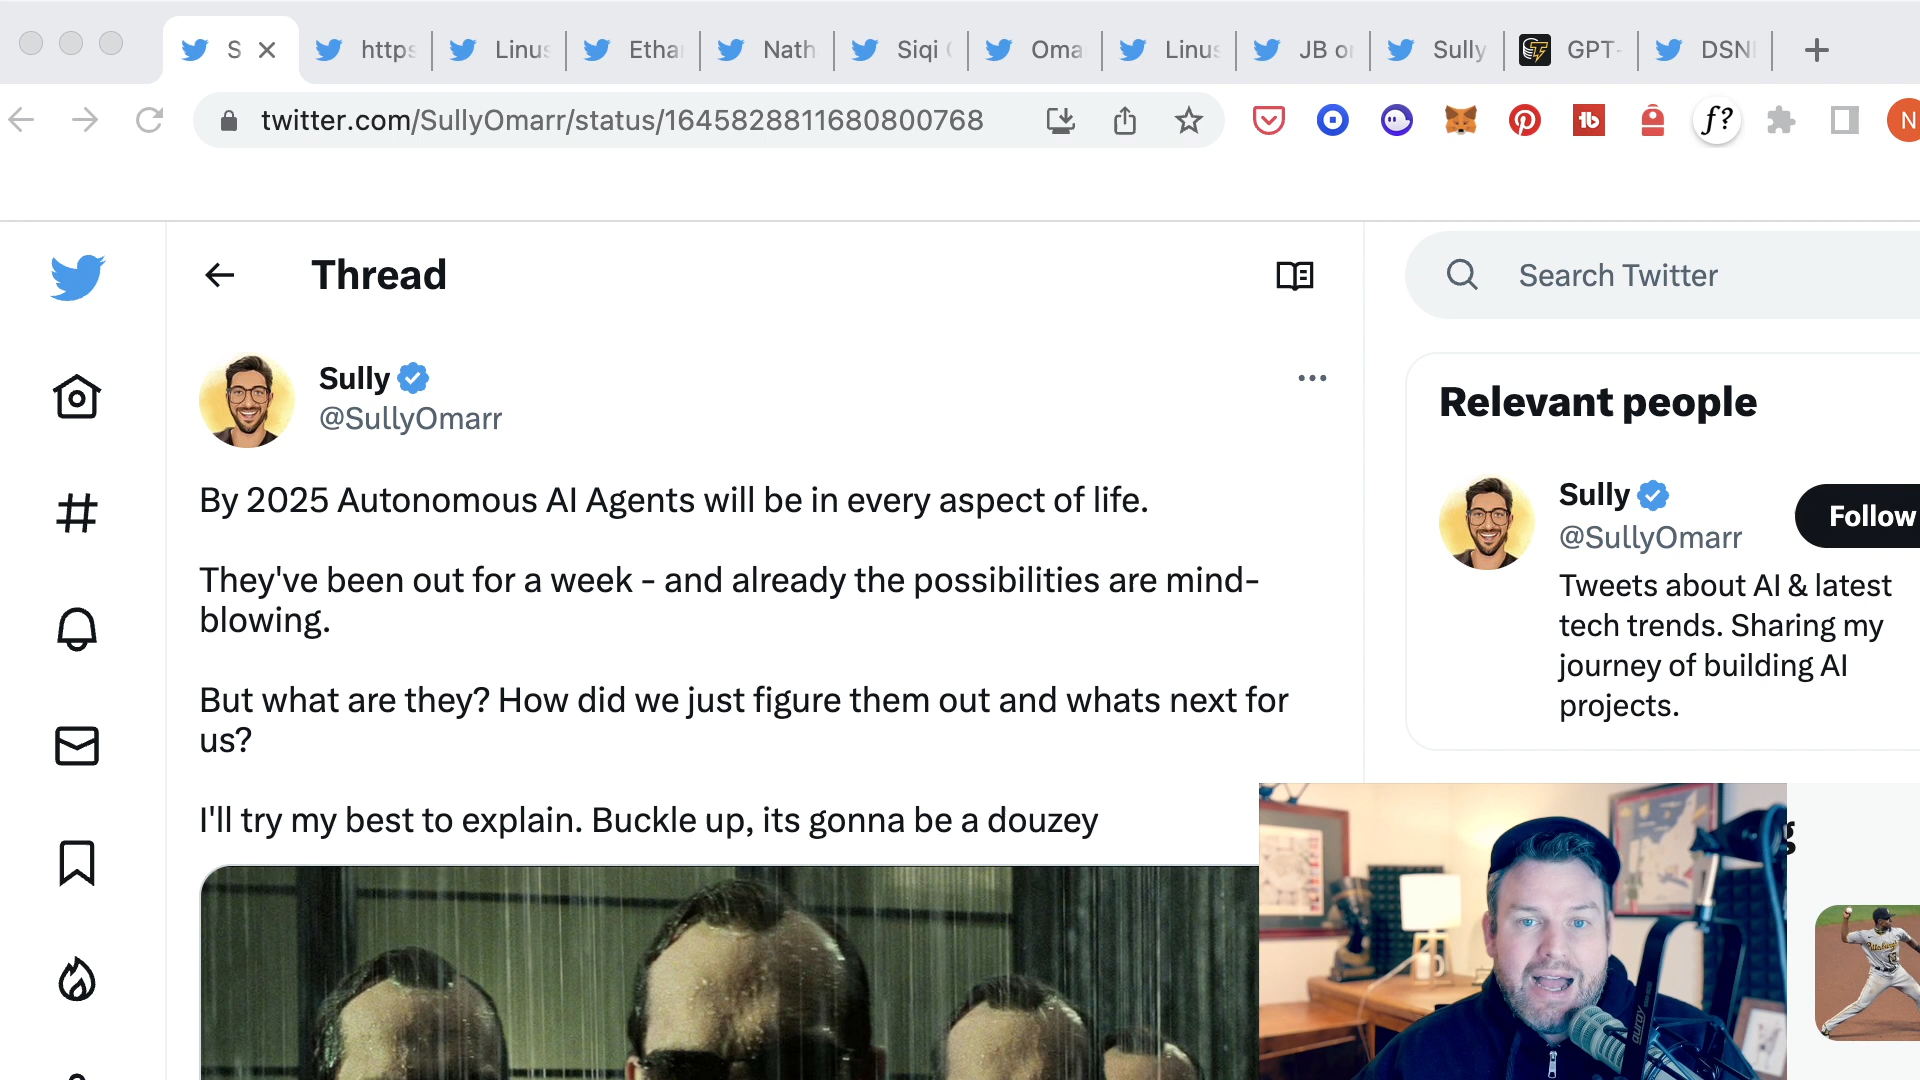 S
https
Linus
Ethan
Nath
Siqi
Oma
Linus
JB or
Sully
GPT-
DSN
twitter.com/SullyOmarr/status/1645828811680800768
tb
f?
N
Thread
Search Twitter
Sully
@SullyOmarr
By 2025 Autonomous AI Agents will be in every aspect of life.
They've been out for a week - and already the possibilities are mind-
blowing.
But what are they? How did we just figure them out and whats next for
us?
I'll try my best to explain. Buckle up, its gonna be a douzey
Relevant people
Sully
@SullyOmarr
Follow
Tweets about AI & latest
tech trends. Sharing my
journey of building AI
projects.